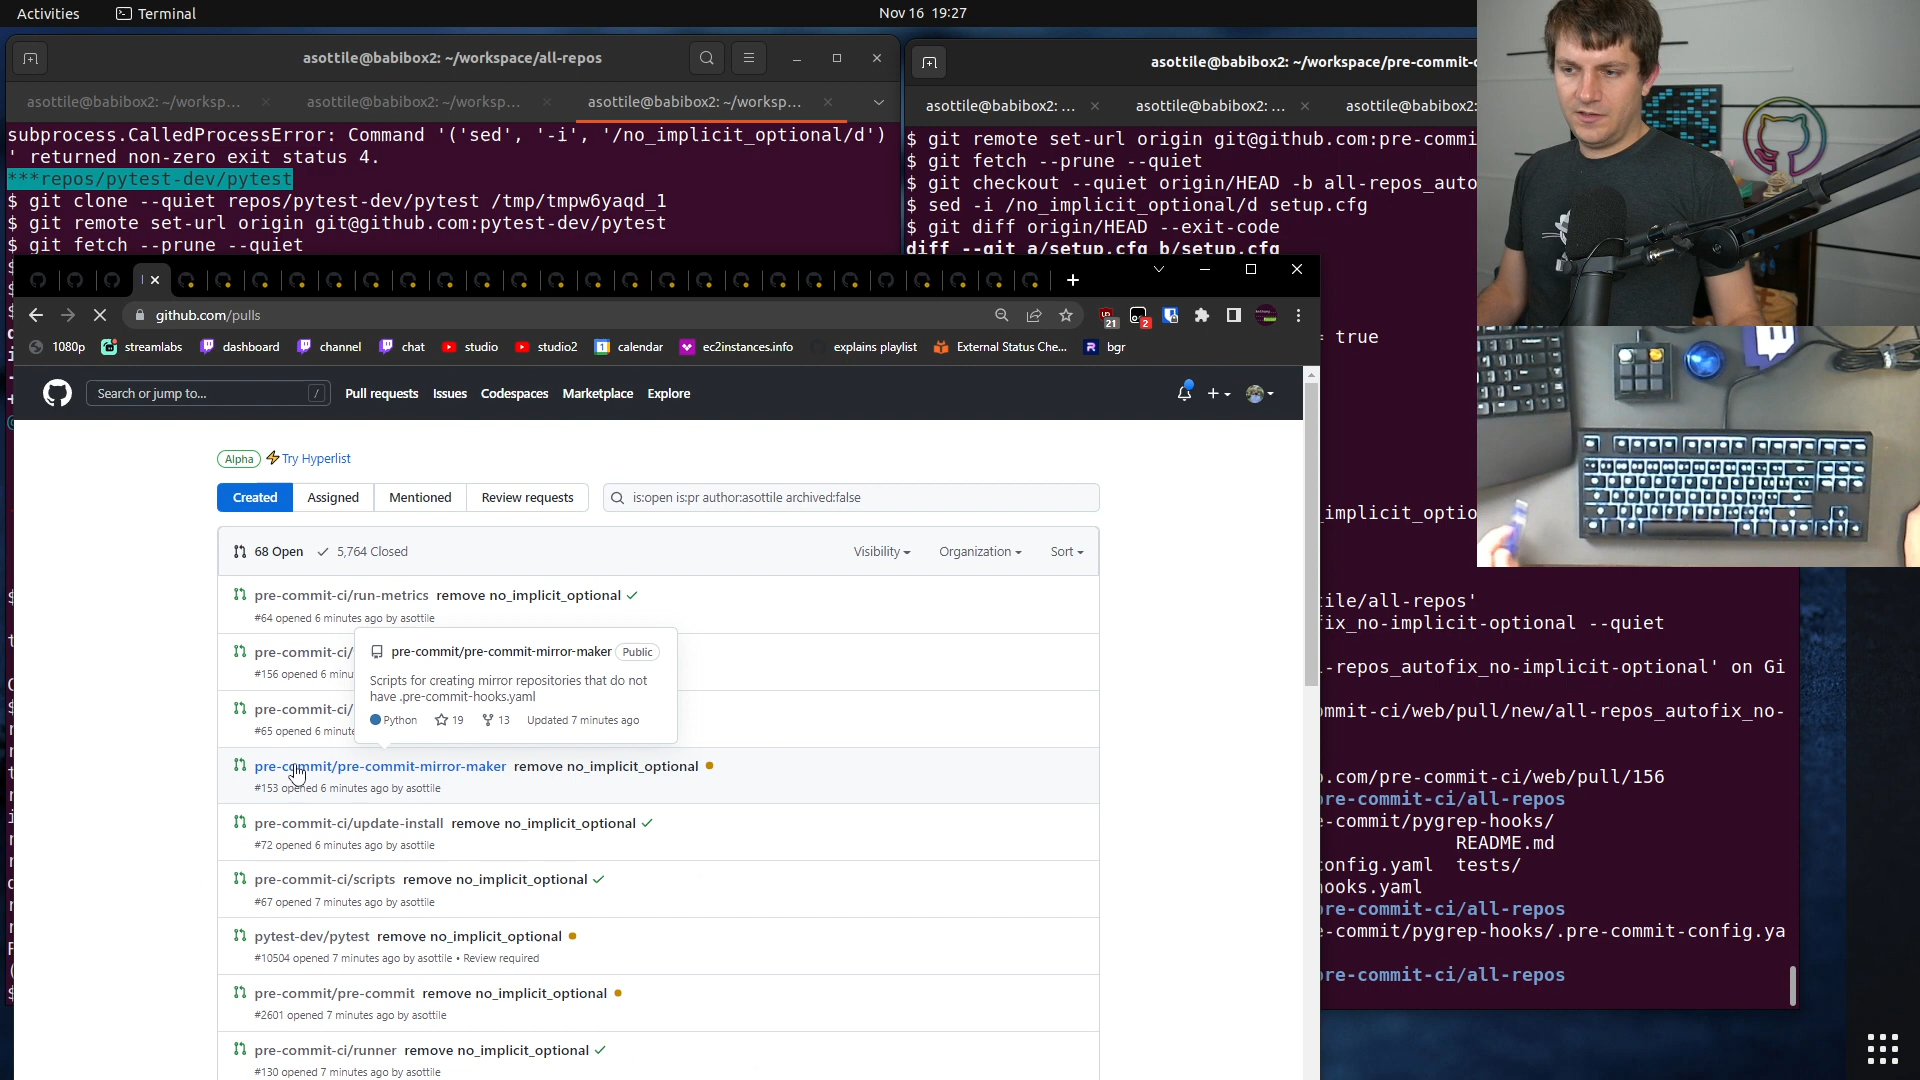 Activities
Terminal
Nov 16 19:27
asottile@babibox2: ~/workspace/all-repos
asottile@babibox2: ~/worksp...
asottile@babibox2: ~/worksp...
asottile@babibox2: ~/worksp...
subprocess.CalledProcessError: Command '('sed', '-i', '/no_implicit_optional/d')
' returned non-zero exit status 4.
***repos/pytest-dev/pytest
$ git clone --quiet repos/pytest-dev/pytest /tmp/tmpw6yaqd_1
$ git remote set-url origin git@github.com:pytest-dev/pytest
$ git fetch --prune --quiet
asottile@babibox2: ~/workspace/pre-commit-c
asottile@babibox2: ...
asottile@babibox2: ...
asottile@babibox2:
$ git remote set-url origin git@github.com:pre-commi
$ git fetch --prune --quiet
$ git checkout --quiet origin/HEAD -b all-repos_auto
$ sed -i /no_implicit_optional/d setup.cfg
$ git diff origin/HEAD --exit-code
diff --git a/setup.cfg b/setup.cfg
github.com/pulls
21
2
1080p
streamlabs
dashboard
channel
chat
studio
studio2
calendar
ec2instances.info
explains playlist
External Status Che...
bgr
Search or jump to...
/
Pull requests
Issues
Codespaces
Marketplace
Explore
Alpha
Try Hyperlist
Created
Assigned
Mentioned
Review requests
is:open is:pr author:asottile archived:false
68 Open
5,764 Closed
Visibility
Organization
Sort
pre-commit-ci/run-metrics remove no_implicit_optional
#64 opened 6 minutes ago by asottile
pre-commit-ci/
#156 opened 6 minu
pre-commit-ci/
#65 opened 6 minute
pre-commit/pre-commit-mirror-maker
Public
Scripts for creating mirror repositories that do not
have .pre-commit-hooks.yaml
Python
19
13
Updated 7 minutes ago
pre-commit/pre-commit-mirror-maker remove no_implicit_optional
#153 opened 6 minutes ago by asottile
pre-commit-ci/update-install remove no_implicit_optional
#72 opened 6 minutes ago by asottile
pre-commit-ci/scripts remove no_implicit_optional
#67 opened 7 minutes ago by asottile
pytest-dev/pytest remove no_implicit_optional
#10504 opened 7 minutes ago by asottile • Review required
pre-commit/pre-commit remove no_implicit_optional
#2601 opened 7 minutes ago by asottile
pre-commit-ci/runner remove no_implicit_optional
#130 opened 7 minutes ago by asottile
= true
_implicit_optio
ile/all-repos'
ix_no-implicit-optional --quiet
-repos_autofix_no-implicit-optional' on Gi
mmit-ci/web/pull/new/all-repos_autofix_no-
.com/pre-commit-ci/web/pull/156
re-commit-ci/all-repos
-commit/pygrep-hooks/
README.md
onfig.yaml tests/
ooks.yaml
re-commit-ci/all-repos
-commit/pygrep-hooks/.pre-commit-config.ya
re-commit-ci/all-repos